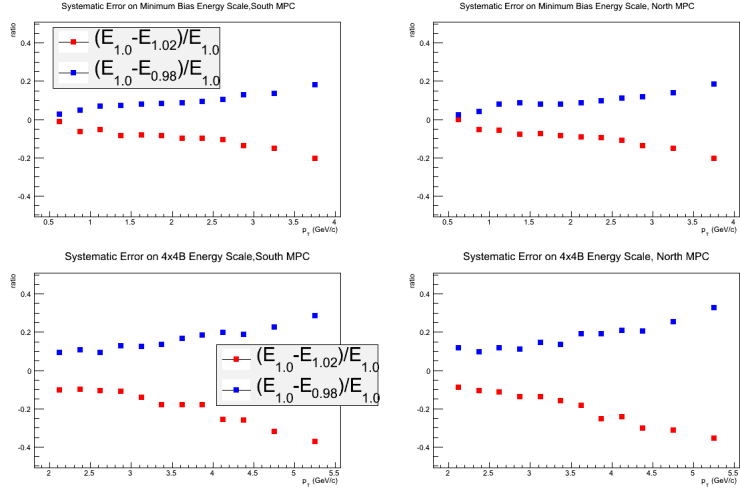 Systematic Error on Minimum Bias Energy Scale,South MPC
ratio
0.4
0.2
0
-0.2
-0.4
(E1.0-E1.02)/E1.0
(E1.0-E0.98)/E1.0
0.5 1 1.5 2 2.5 3 3.5 4
pT (GeV/c)
Systematic Error on Minimum Bias Energy Scale, North MPC
ratio
0.4
0.2
0
-0.2
-0.4
0.5 1 1.5 2 2.5 3 3.5 4
pT (GeV/c)
Systematic Error on 4x4B Energy Scale,South MPC
ratio
0.4
0.2
0
-0.2
-0.4
(E1.0-E1.02)/E1.0
(E1.0-E0.98)/E1.0
2 2.5 3 3.5 4 4.5 5 5.5
pT (GeV/c)
Systematic Error on 4x4B Energy Scale, North MPC
ratio
0.4
0.2
0
-0.2
-0.4
2 2.5 3 3.5 4 4.5 5 5.5
pT (GeV/c)